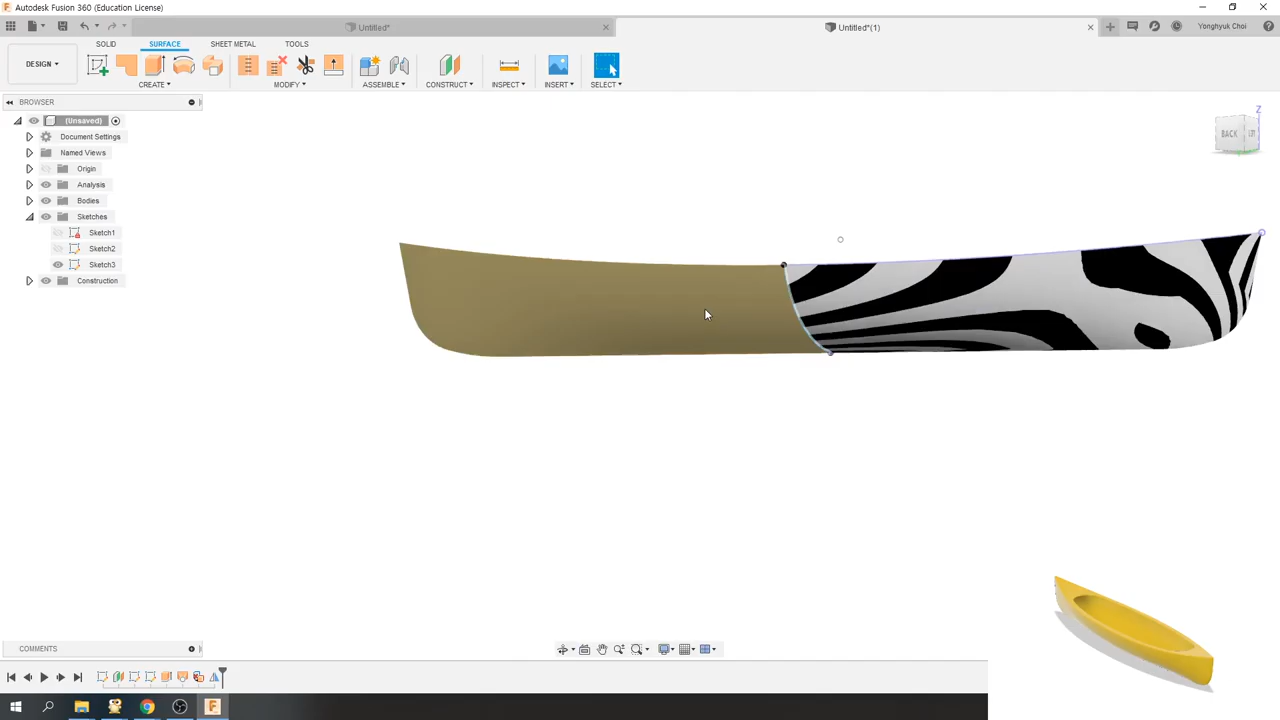 Autodesk Fusion 360 (Education License)
Untitled*
Untitled*(1)
Yonghyuk Choi
DESIGN
SOLID
SURFACE
SHEET METAL
TOOLS
CREATE
MODIFY
ASSEMBLE
CONSTRUCT
INSPECT
INSERT
SELECT
BROWSER
(Unsaved)
Document Settings
Named Views
Origin
Analysis
Bodies
Sketches
Sketch1
Sketch2
Sketch3
Construction
Z
BACK
COMMENTS